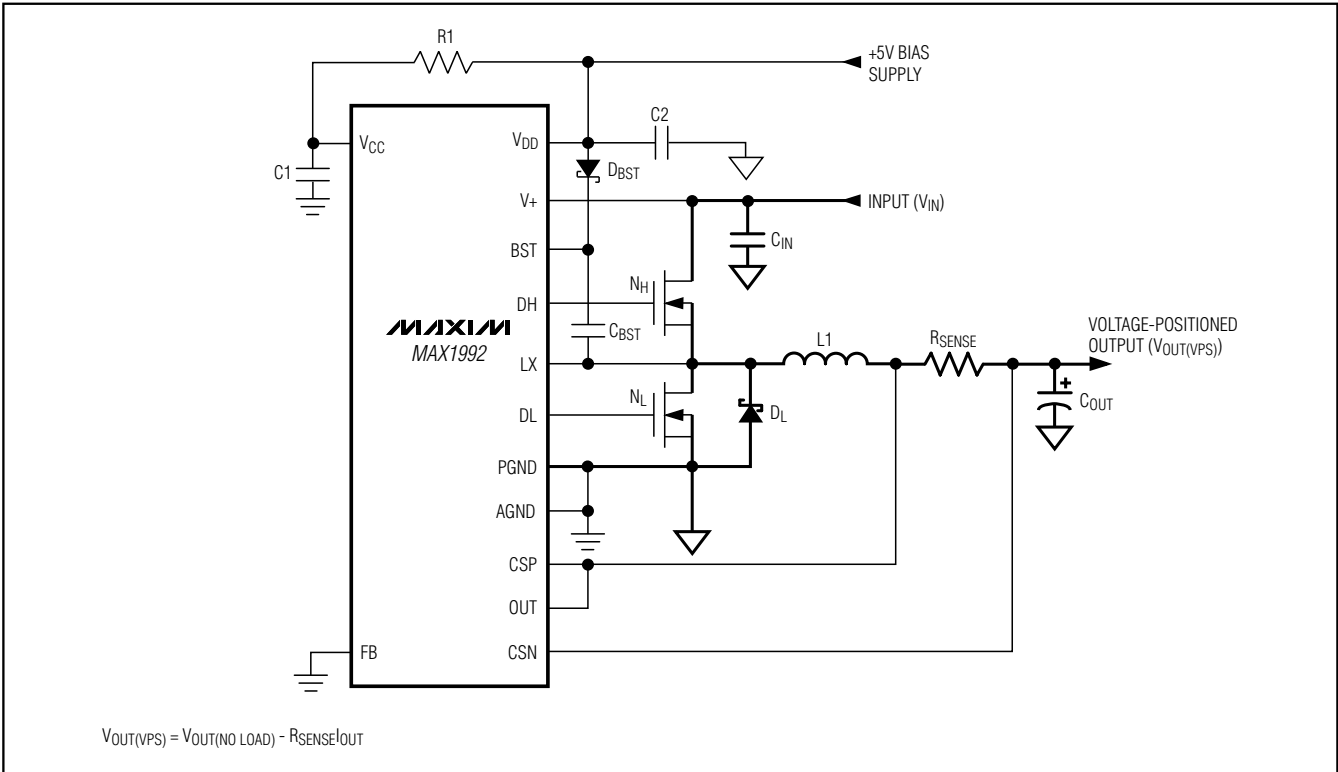 R1
+5V BIAS
SUPPLY
C2
VCC
VDD
C1
DBST
V+
INPUT (VIN)
CIN
BST
NH
DH
MAXIM
MAX1992
CBST
VOLTAGE-POSITIONED
OUTPUT (VOUT(VPS))
L1
RSENSE
LX
NL
DL
DL
COUT
PGND
AGND
CSP
OUT
FB
CSN
VOUT(VPS) = VOUT(NO LOAD) - RSENSEIOUT